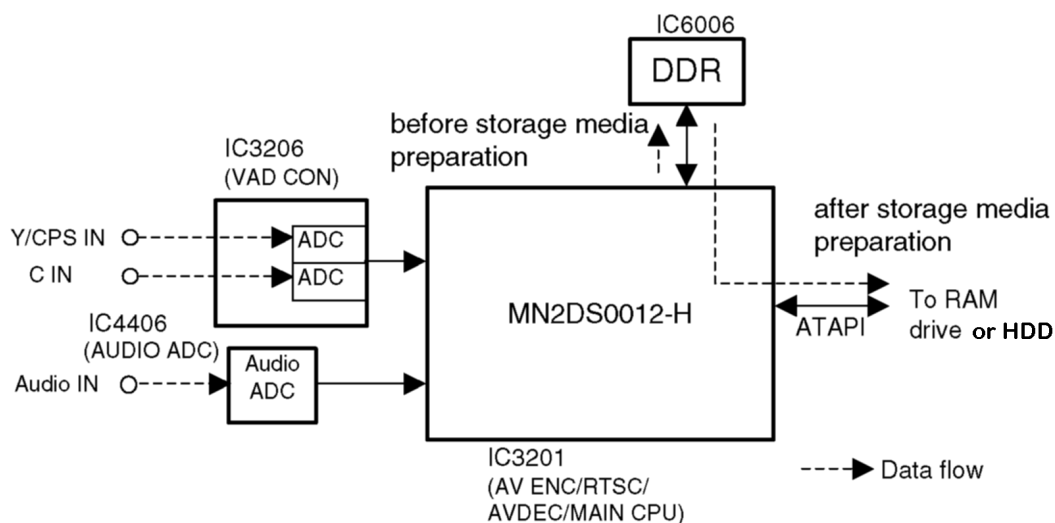 IC6006
DDR
before storage media
preparation
IC3206
(VAD CON)
Y/CPS IN
ADC
C IN
ADC
after storage media
preparation
MN2DS0012-H
To RAM
drive or HDD
ATAPI
IC4406
(AUDIO ADC)
Audio IN
Audio
ADC
IC3201
(AV ENC/RTSC/
AVDEC/MAIN CPU)
Data flow